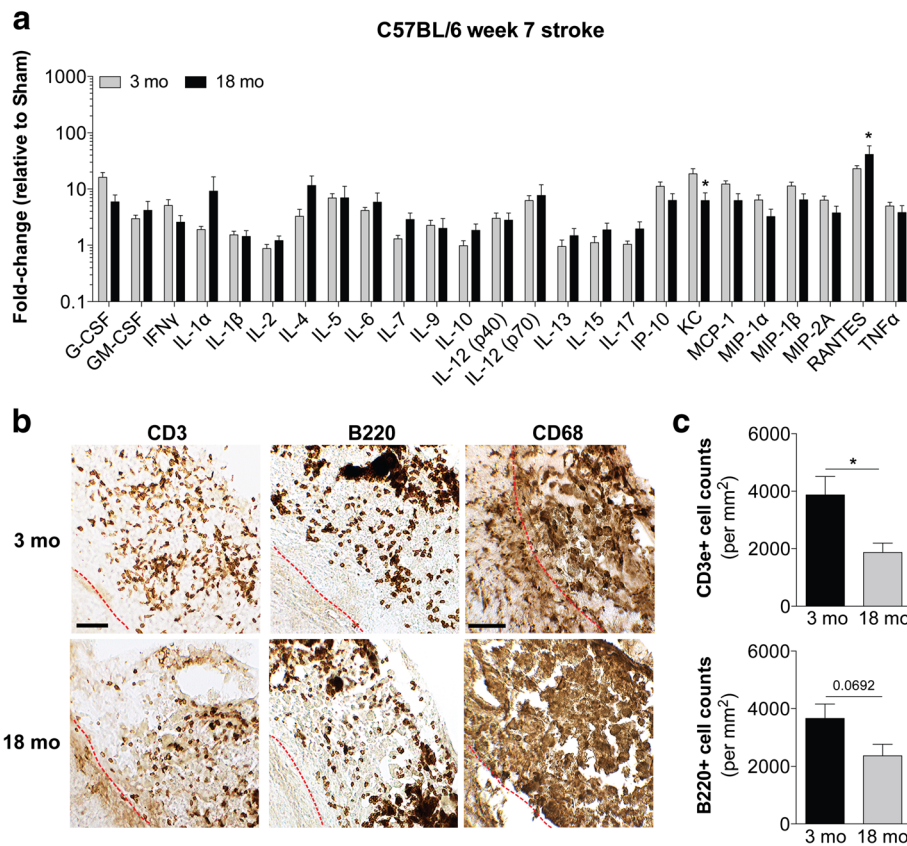 a
C57BL/6 week 7 stroke
Fold-change (relative to Sham)
1000
100
10
1
0.1
3 mo
18 mo
*
*
G-CSF
GM-CSF
IFNγ
IL-1α
IL-1β
IL-2
IL-4
IL-5
IL-6
IL-7
IL-9
IL-10
IL-12 (p40)
IL-12 (p70)
IL-13
IL-15
IL-17
IP-10
KC
MCP-1
MIP-1α
MIP-1β
MIP-2A
RANTES
TNFα
b
CD3
B220
CD68
3 mo
18 mo
c
CD3e+ cell counts
(per mm²)
6000
4000
2000
0
*
3 mo
18 mo
B220+ cell counts
(per mm²)
6000
4000
2000
0
0.0692
3 mo
18 mo